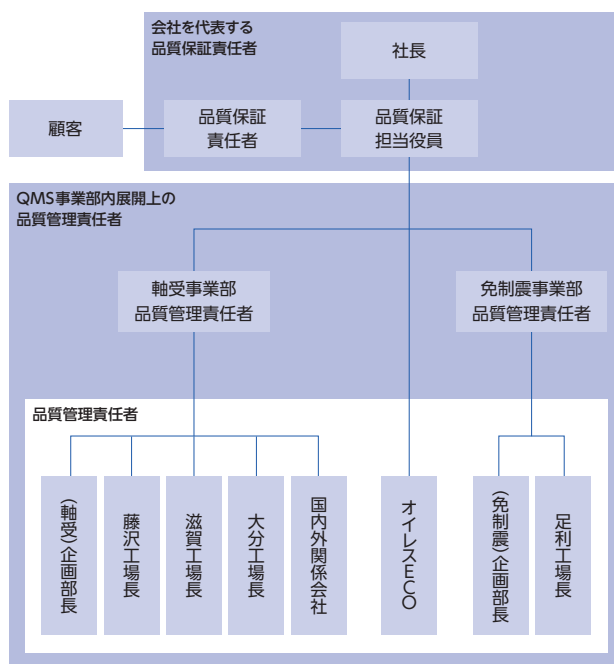 会社を代表する
品質保証責任者
社長
顧客
品質保証
責任者
品質保証
担当役員
QMS事業部内展開上の
品質管理責任者
軸受事業部
品質管理責任者
免制震事業部
品質管理責任者
品質管理責任者
(軸受)企画部長
藤沢工場長
滋賀工場長
大分工場長
国内外関係会社
オイレスECO
(免制震)企画部長
足利工場長